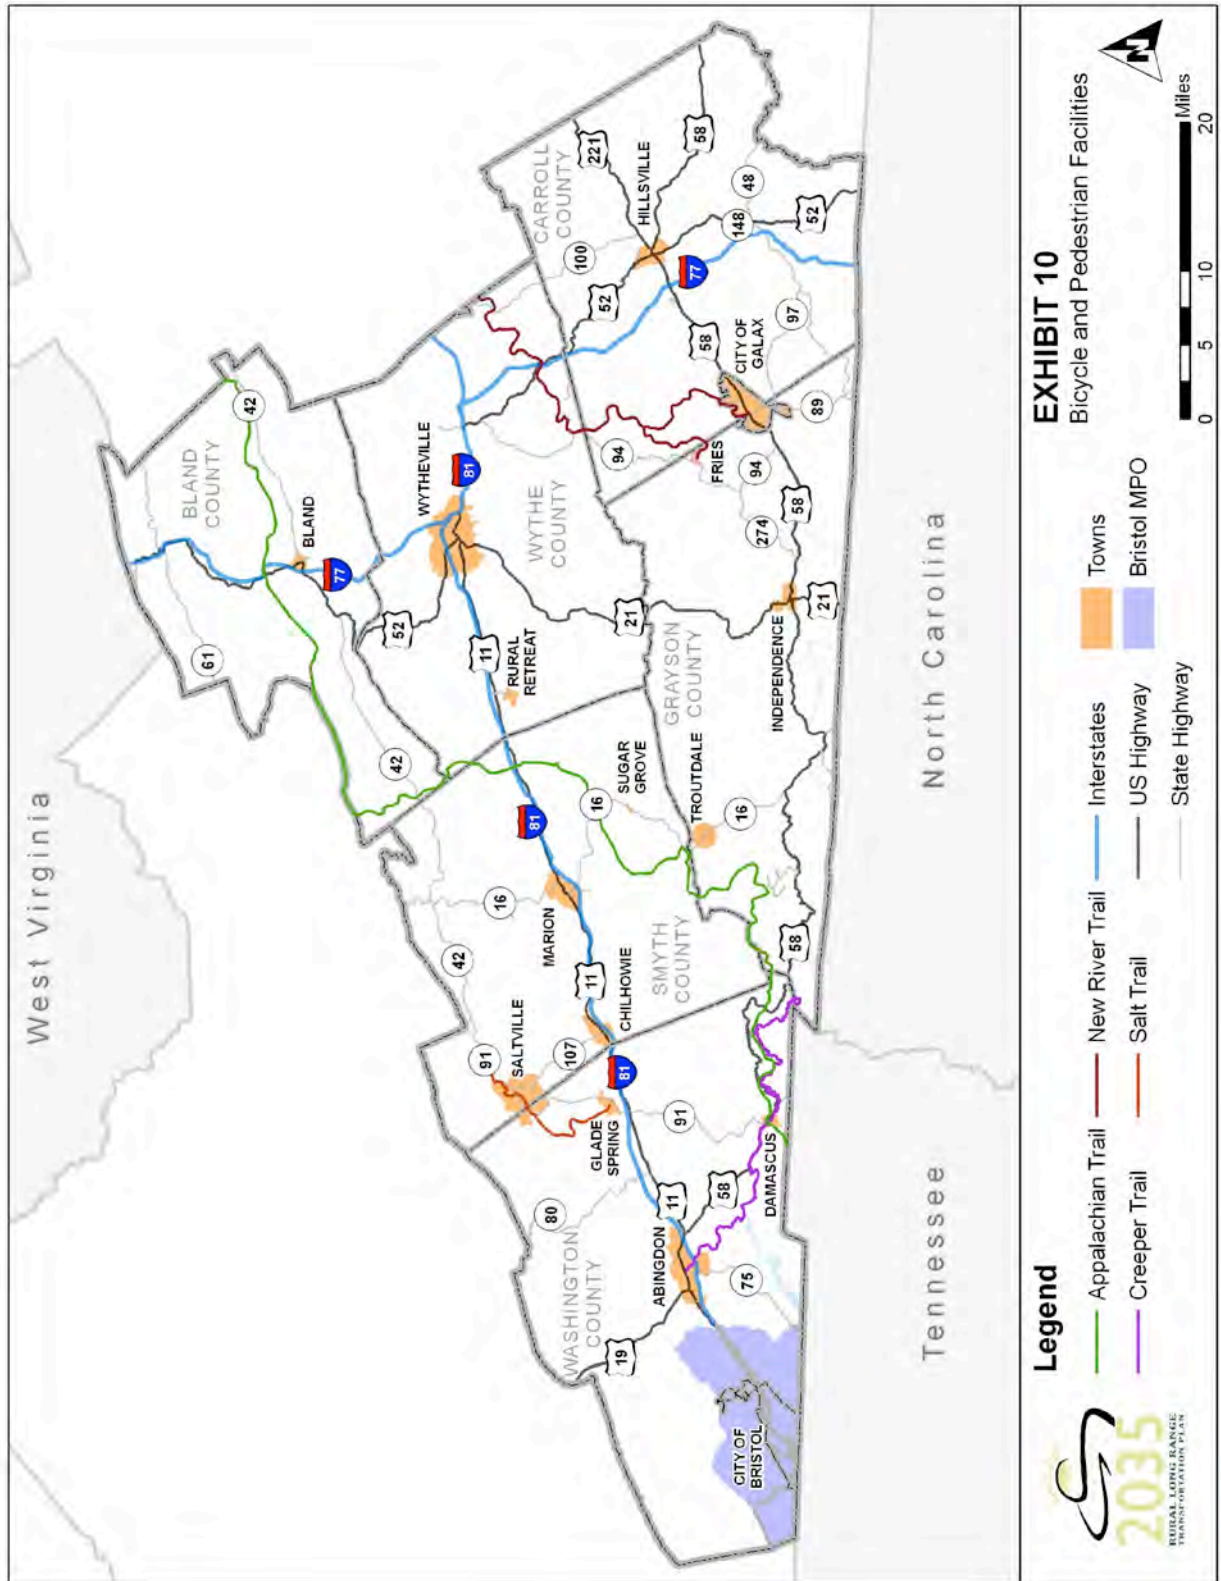 West Virginia
BLAND
COUNTY
42
61
BLAND
77
52
42
WYTHEVILLE
81
11
RURAL
RETREAT
WYTHE
COUNTY
21
CARROLL
COUNTY
221
100
52
HILLSVILLE
58
77
148
48
52
58
CITY OF
GALAX
97
89
94
FRIES
94
274
58
INDEPENDENCE
21
GRAYSON
COUNTY
SUGAR
GROVE
16
TROUTDALE
16
81
16
MARION
42
11
SMYTH
COUNTY
CHILHOWIE
58
91
SALTVILLE
107
81
GLADE
SPRING
91
DAMASCUS
80
WASHINGTON
COUNTY
11
58
ABINGDON
75
19
CITY OF
BRISTOL
Tennessee
North Carolina
Legend
Appalachian Trail
New River Trail
Interstates
Towns
Creeper Trail
Salt Trail
US Highway
Bristol MPO
State Highway
EXHIBIT 10
Bicycle and Pedestrian Facilities
N
0 5 10 20
Miles
2035
RURAL LONG RANGE
TRANSPORTATION PLAN